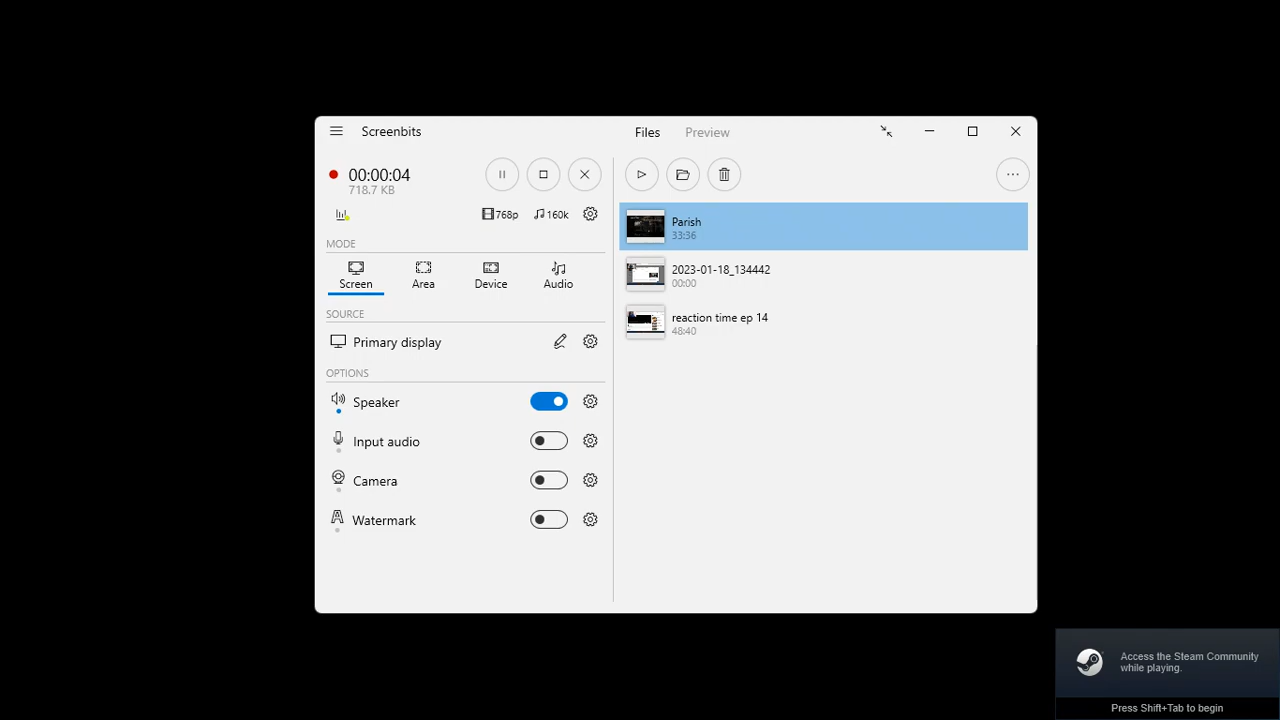 Screenbits
Files
Preview
00:00:04
718.7 KB
768p
160k
MODE
Screen
Area
Device
Audio
SOURCE
Primary display
OPTIONS
Speaker
Input audio
Camera
Watermark
Parish
33:36
2023-01-18_134442
00:00
reaction time ep 14
48:40
Access the Steam Community
while playing.
Press Shift+Tab to begin